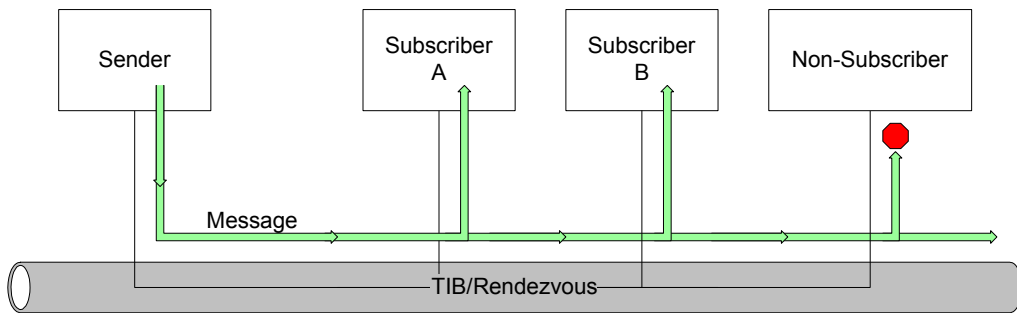 Sender
Subscriber
A
Subscriber
B
Non-Subscriber
Message
TIB/Rendezvous